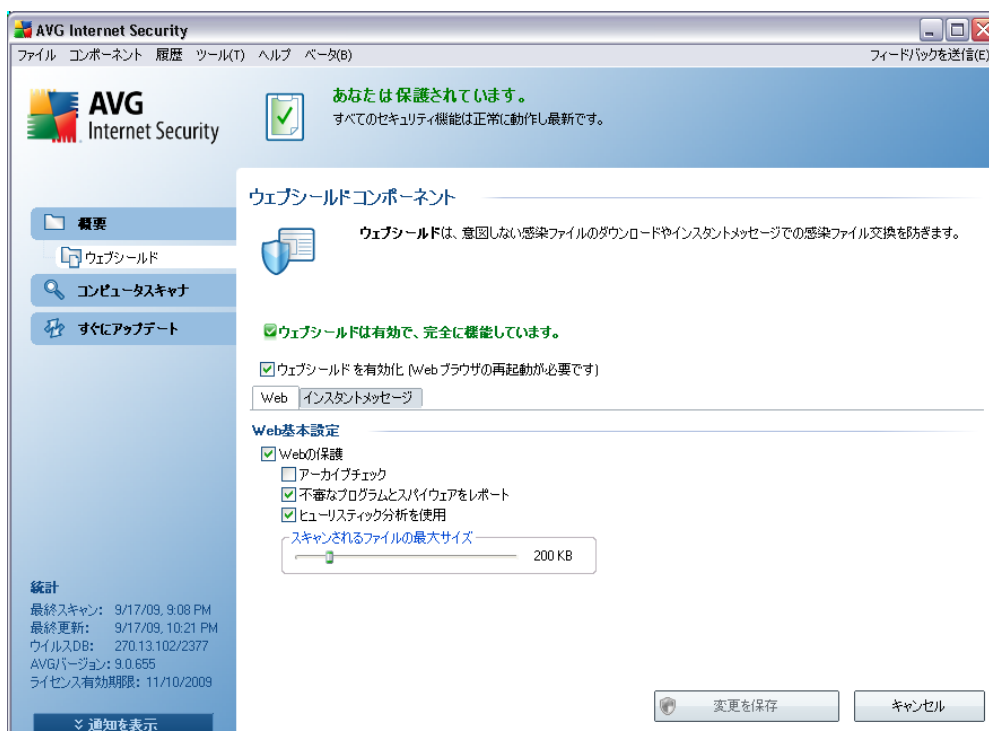 AVG Internet Security
ファイル コンポーネント 履歴 ツール(T) ヘルプ ベータ(B) フィードバックを送信(E)
AVG
Internet Security
あなたは保護されています。
すべてのセキュリティ機能は正常に動作し最新です。
概要
ウェブシールド
コンピュータスキャナ
すぐにアップデート
ウェブシールドコンポーネント
ウェブシールドは、意図しない感染ファイルのダウンロードやインスタントメッセージでの感染ファイル交換を防ぎます。
ウェブシールドは有効で、完全に機能しています。
ウェブシールド を有効化 (Web ブラウザの再起動が必要です)
Web インスタントメッセージ
Web基本設定
Webの保護
アーカイブチェック
不審なプログラムとスパイウェアをレポート
ヒューリスティック分析を使用
スキャンされるファイルの最大サイズ
200 KB
統計
最終スキャン: 9/17/09, 9:08 PM
最終更新: 9/17/09, 10:21 PM
ウイルスDB: 270.13.102/2377
AVGバージョン: 9.0.655
ライセンス有効期限: 11/10/2009
通知を表示
変更を保存
キャンセル